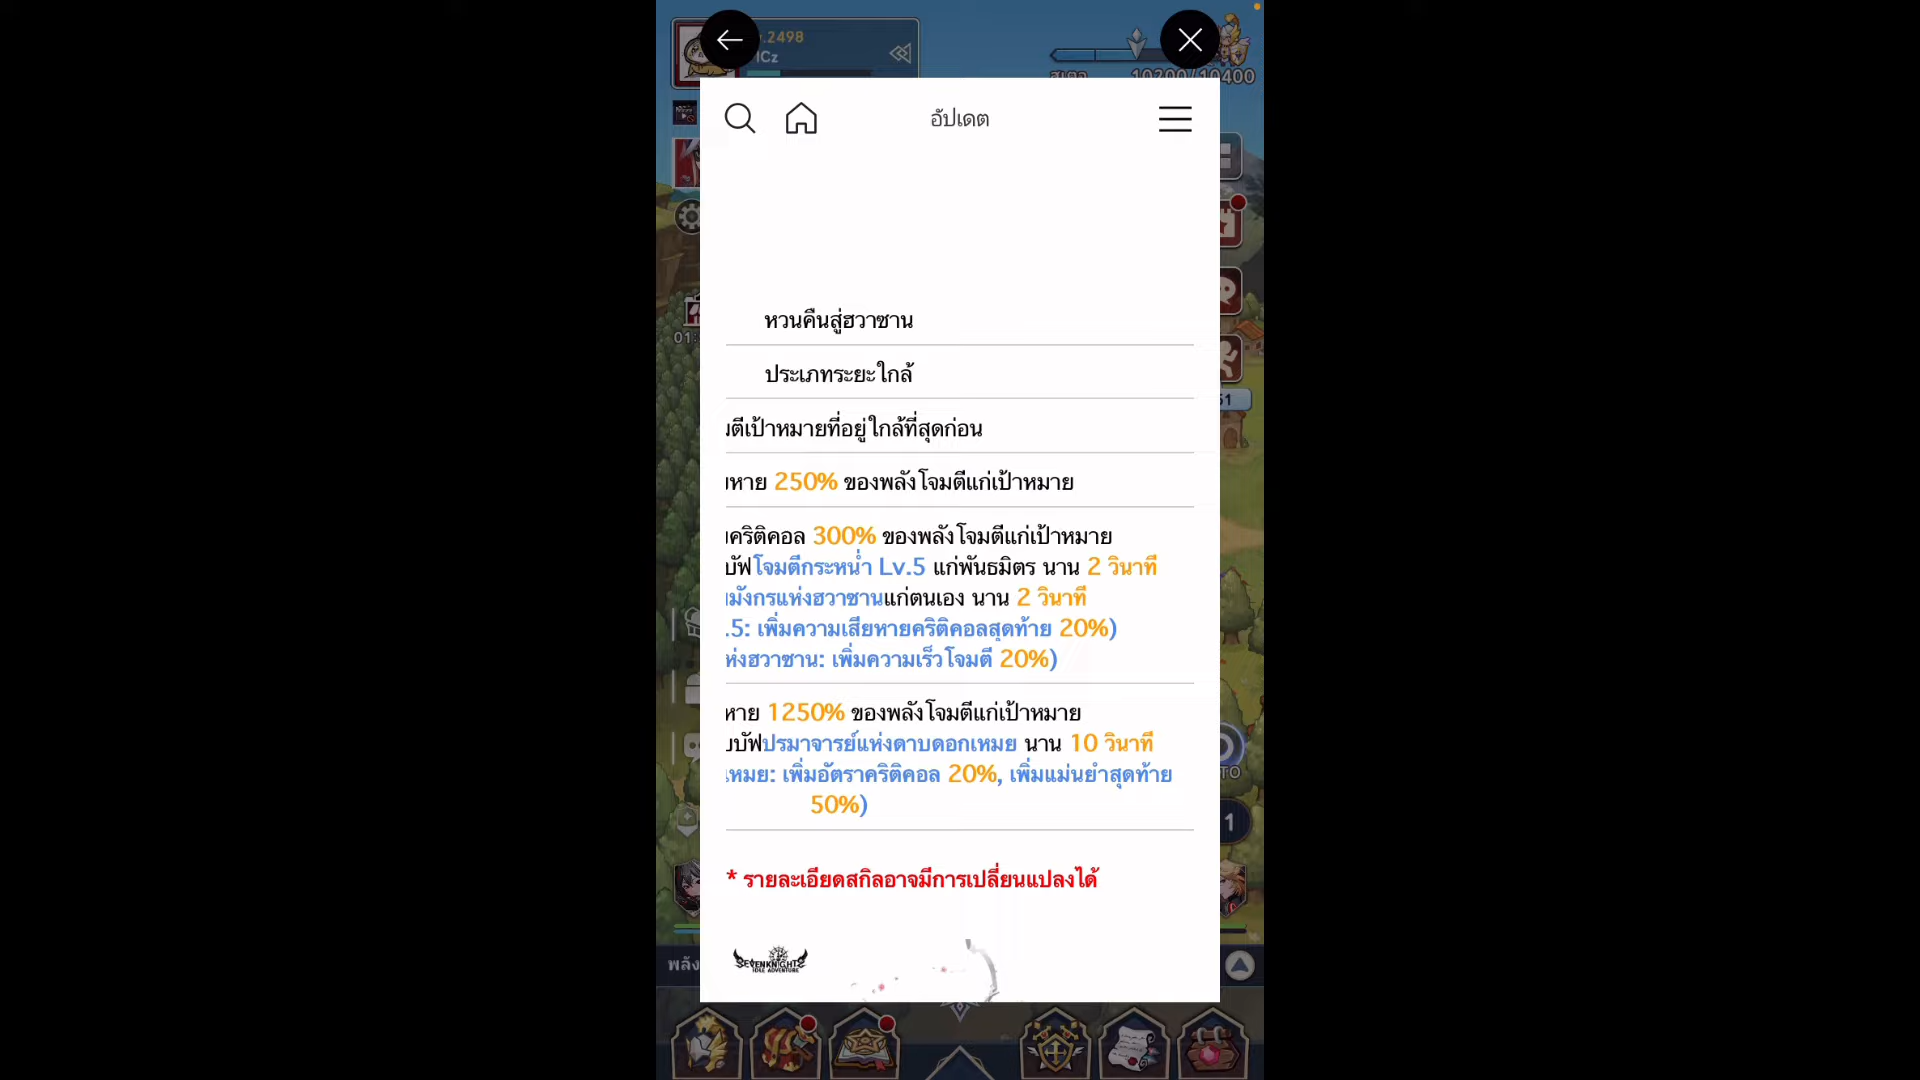 .2498
ICz
10200/10400
อัปเดต
หวนคืนสู่ฮวาซาน
ประเภทระยะใกล้
มตีเป้าหมายที่อยู่ใกล้ที่สุดก่อน
หาย 250% ของพลังโจมตีแก่เป้าหมาย
คริติคอล 300% ของพลังโจมตีแก่เป้าหมาย
บัฟโจมตีกระหน่ำ Lv.5 แก่พันธมิตร นาน 2 วินาที
มังกรแห่งฮวาซานแก่ตนเอง นาน 2 วินาที
.5: เพิ่มความเสียหายคริติคอลสุดท้าย 20%)
ห่งฮวาซาน: เพิ่มความเร็วโจมตี 20%)
หาย 1250% ของพลังโจมตีแก่เป้าหมาย
บัฟปรมาจารย์แห่งดาบดอกเหมย นาน 10 วินาที
เหมย: เพิ่มอัตราคริติคอล 20%, เพิ่มแม่นยำสุดท้าย
50%)
* รายละเอียดสกิลอาจมีการเปลี่ยนแปลงได้
SEVENKNIGHTS
IDLE ADVENTURE
01:
51
TO
1
พลัง